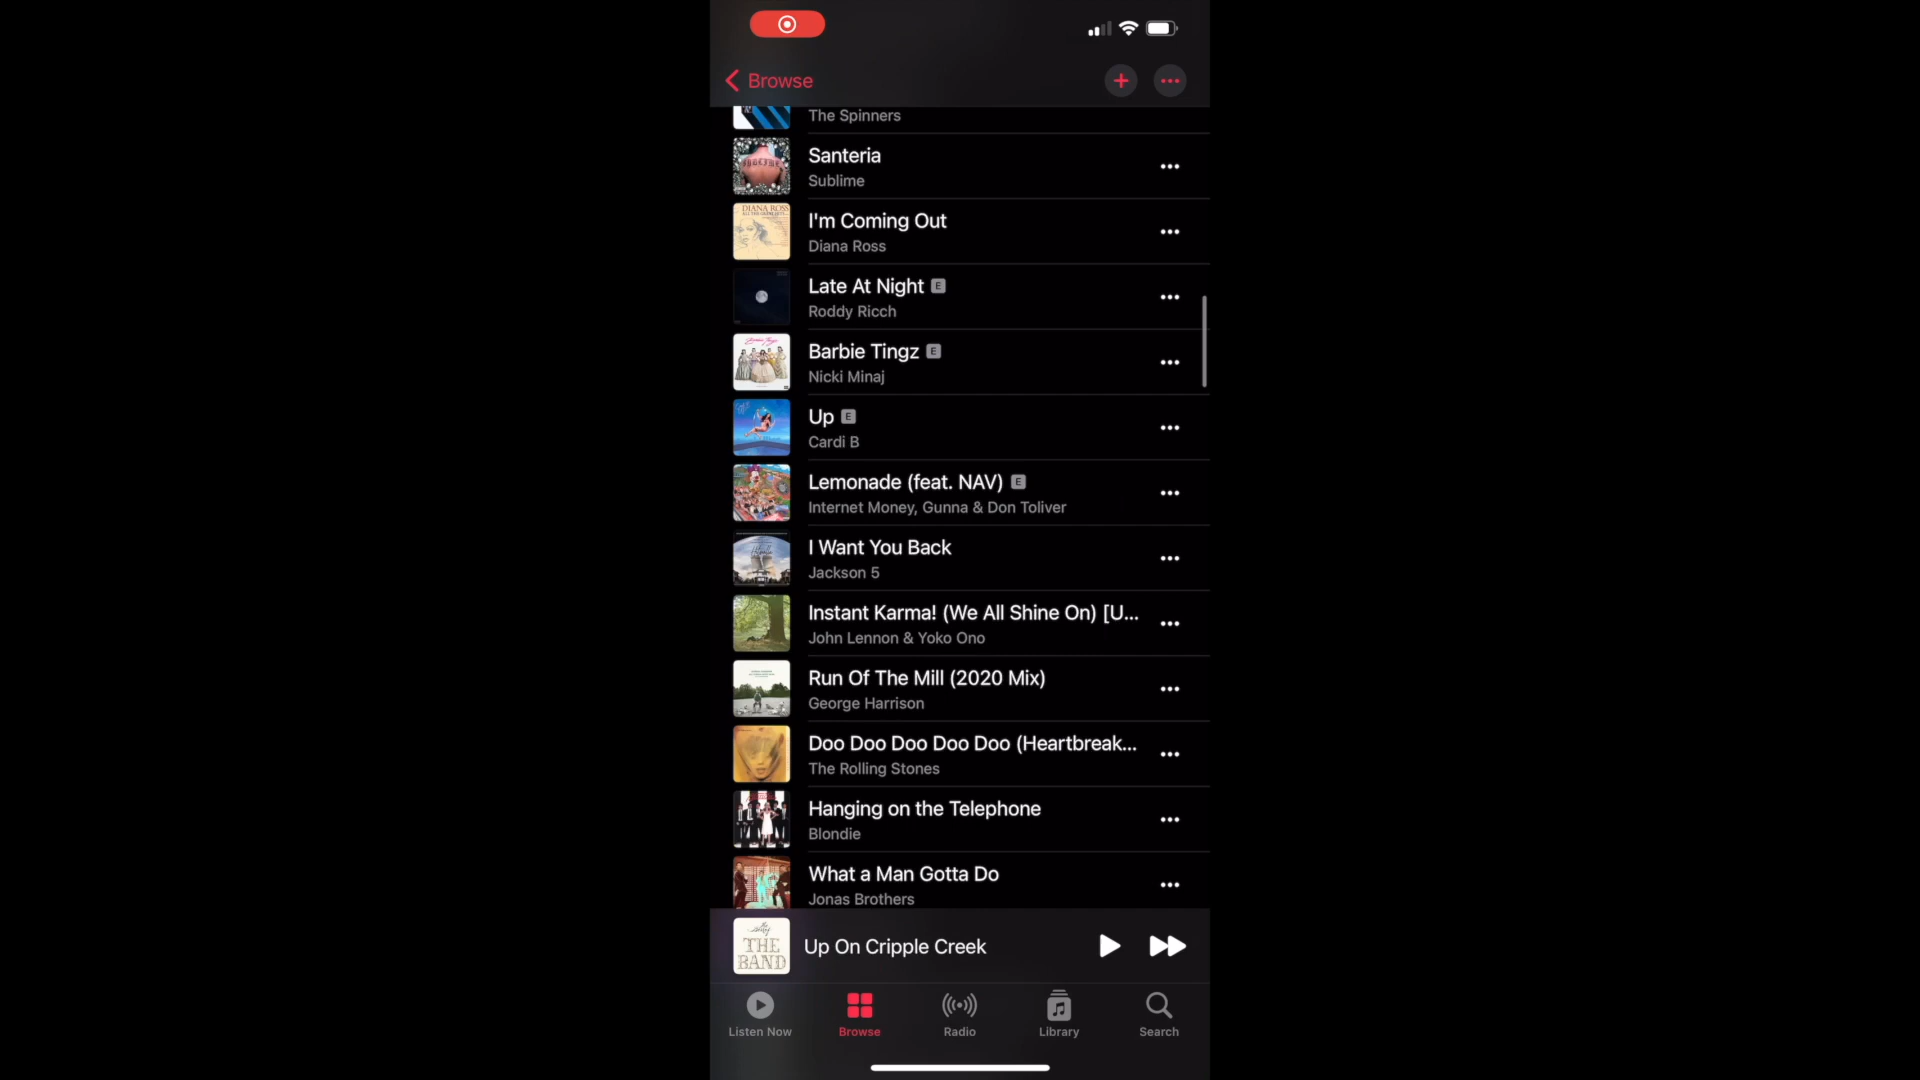 Browse
The Spinners
Santeria
Sublime
DIANA ROSS
I'm Coming Out
Diana Ross
Late At Night E
Roddy Ricch
Barbie Tingz E
Nicki Minaj
Up E
Cardi B
Lemonade (feat. NAV) E
Internet Money, Gunna & Don Toliver
I Want You Back
Jackson 5
Instant Karma! (We All Shine On) [U...
John Lennon & Yoko Ono
Run Of The Mill (2020 Mix)
George Harrison
Doo Doo Doo Doo Doo (Heartbreak...
The Rolling Stones
Hanging on the Telephone
Blondie
What a Man Gotta Do
Jonas Brothers
THE
BAND
Up On Cripple Creek
Listen Now
Browse
Radio
Library
Search